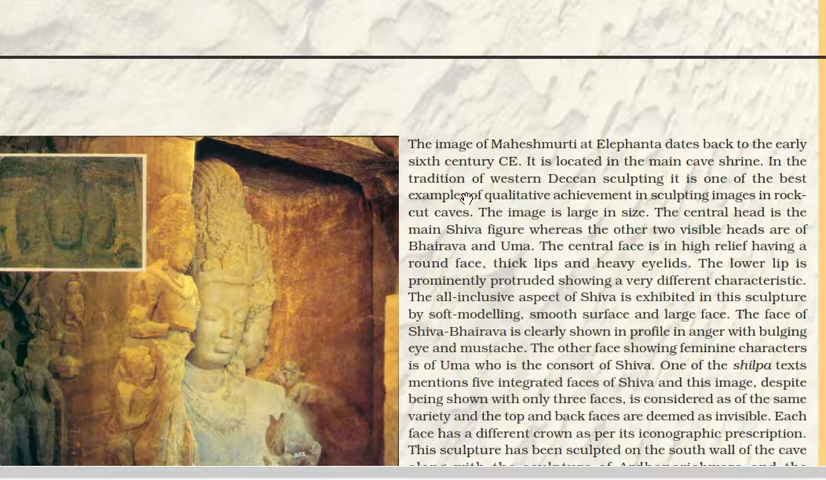 The image of Maheshmurti at Elephanta dates back to the early
sixth century CE. It is located in the main cave shrine. In the
tradition of western Deccan sculpting it is one of the best
examples of qualitative achievement in sculpting images in rock-
cut caves. The image is large in size. The central head is the
main Shiva figure whereas the other two visible heads are of
Bhairava and Uma. The central face is in high relief having a
round face, thick lips and heavy eyelids. The lower lip is
prominently protruded showing a very different characteristic.
The all-inclusive aspect of Shiva is exhibited in this sculpture
by soft-modelling, smooth surface and large face. The face of
Shiva-Bhairava is clearly shown in profile in anger with bulging
eye and mustache. The other face showing feminine characters
is of Uma who is the consort of Shiva. One of the shilpa texts
mentions five integrated faces of Shiva and this image, despite
being shown with only three faces, is considered as of the same
variety and the top and back faces are deemed as invisible. Each
face has a different crown as per its iconographic prescription.
This sculpture has been sculpted on the south wall of the cave
along with the sculpture of Ardhanarishwara and the